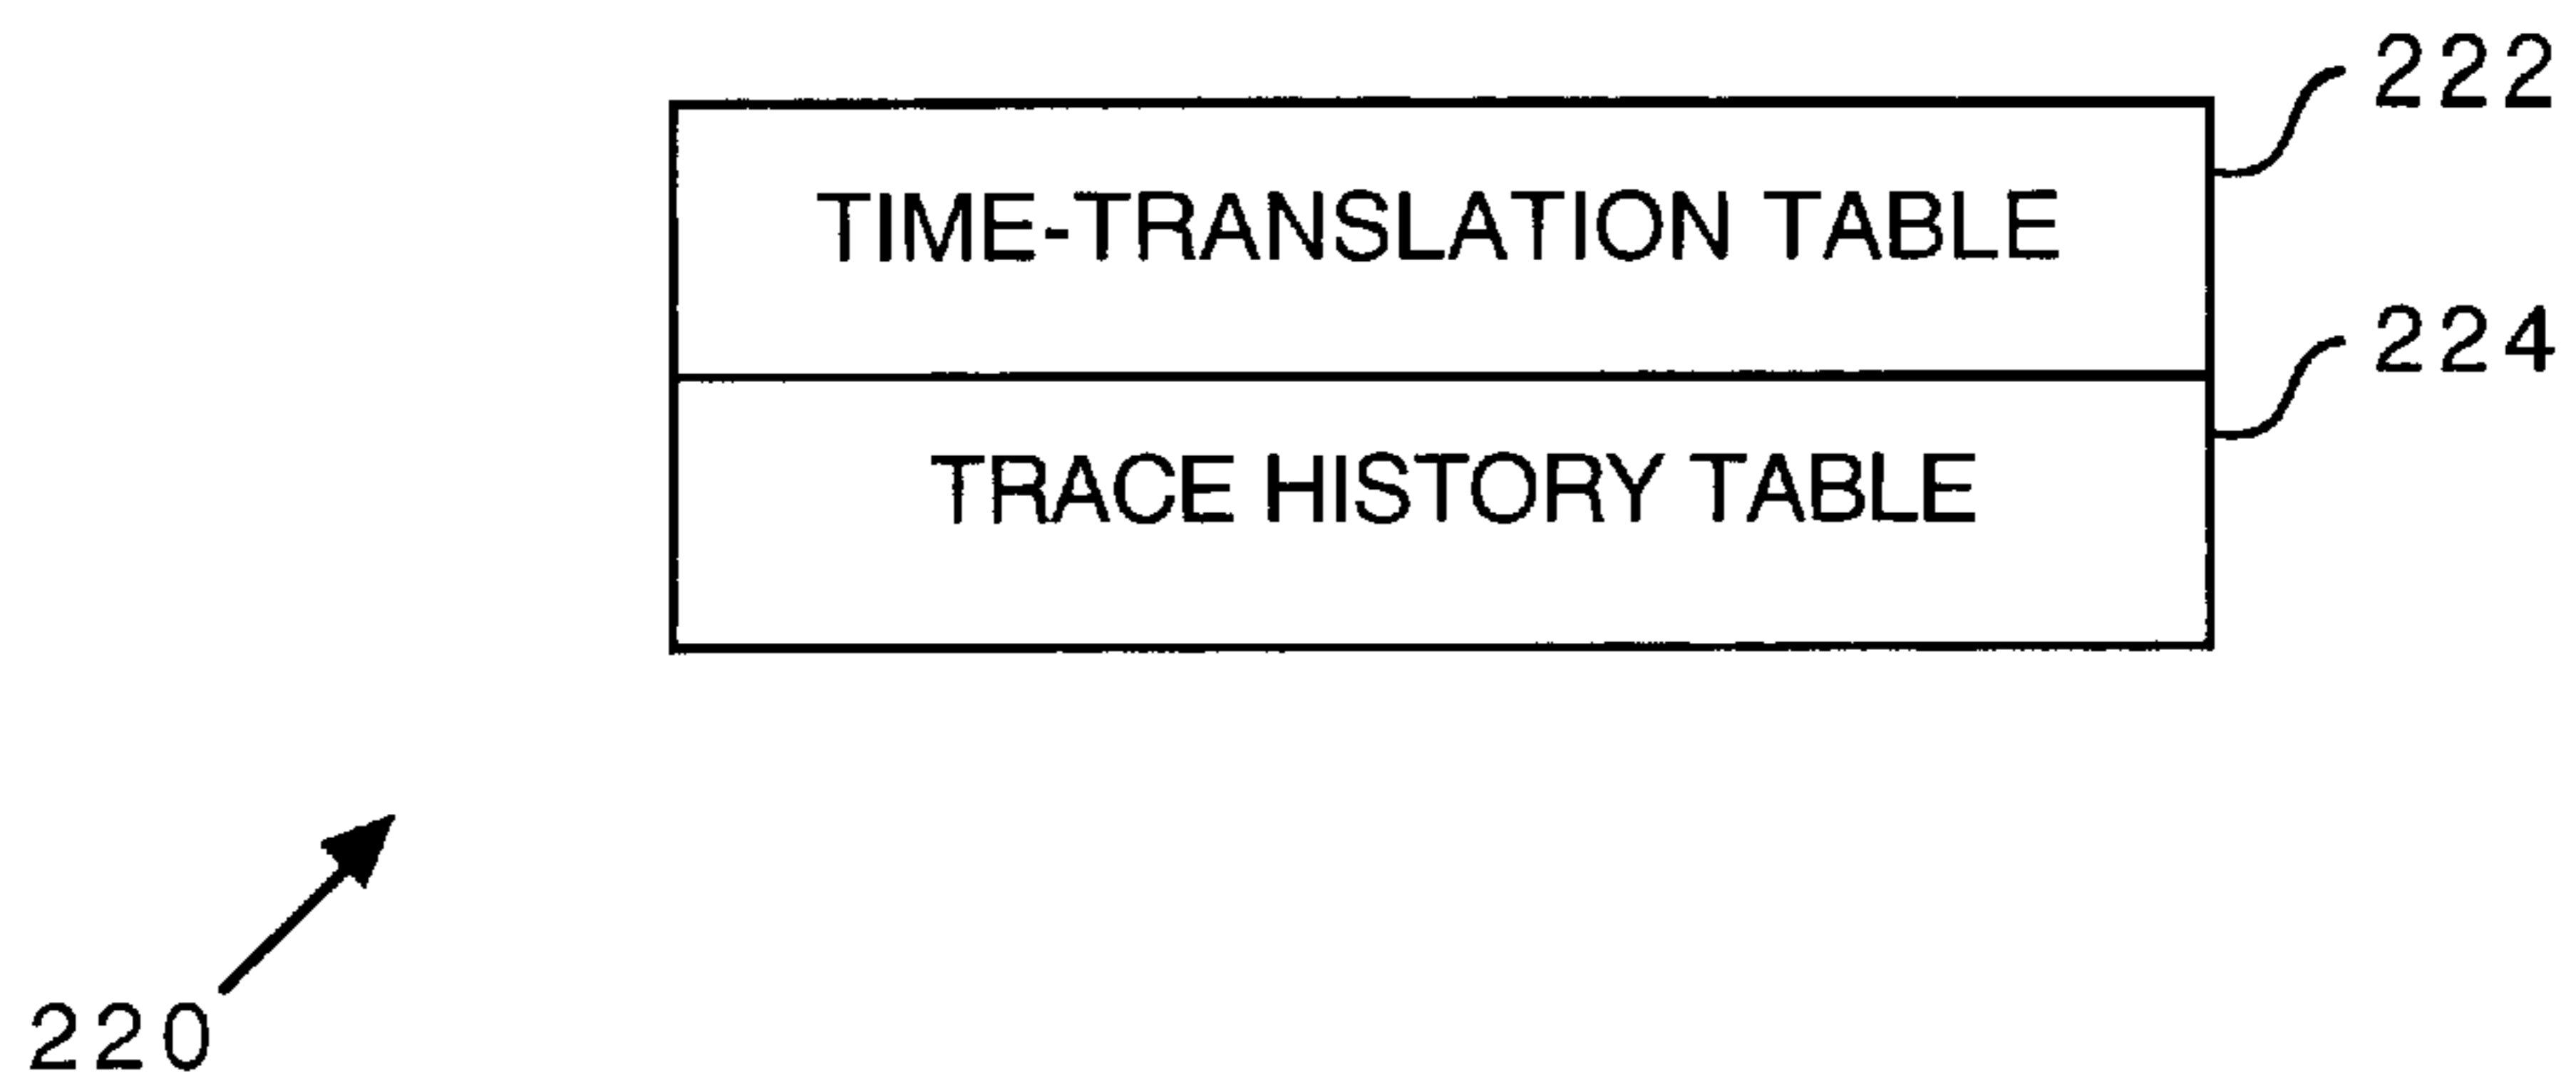 222
TIME-TRANSLATION TABLE
224
TRACE HISTORY TABLE
220